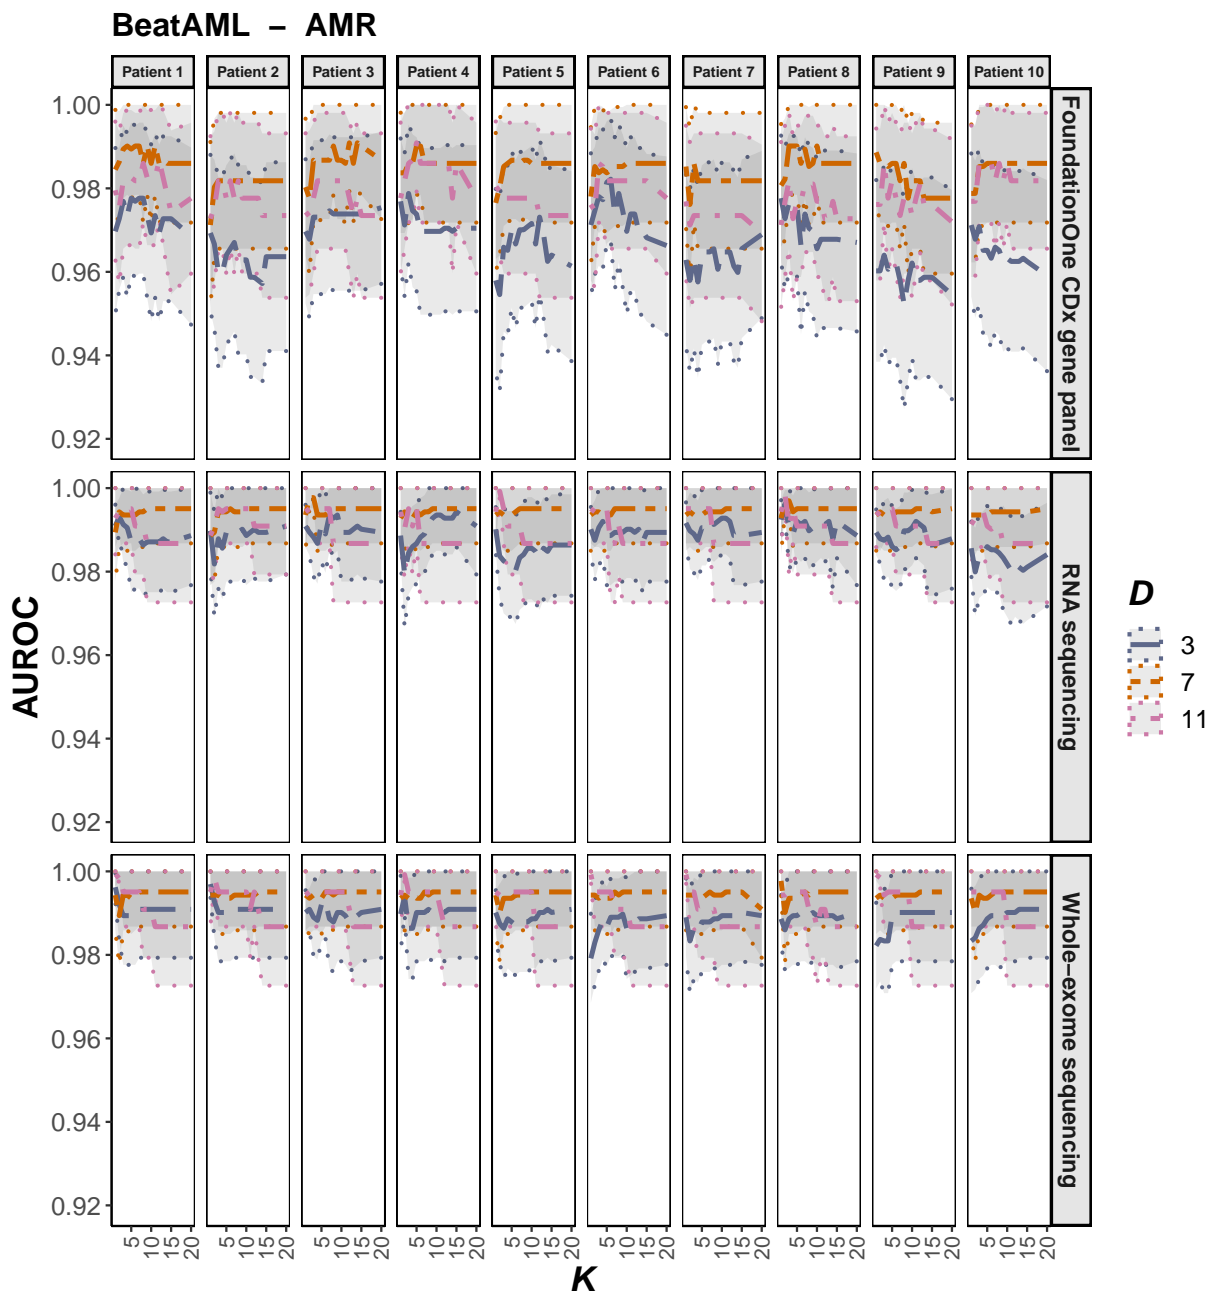 BeatAML – AMR
Patient 1 Patient 2 Patient 3 Patient 4 Patient 5 Patient 6 Patient 7 Patient 8 Patient 9 Patient 10
1.00
0.98
0.96
0.94
0.92
FoundationOne CDx gene panel
1.00
0.98
0.96
0.94
0.92
RNA sequencing
1.00
0.98
0.96
0.94
0.92
Whole−exome sequencing
AUROC
5 10 15 20 5 10 15 20 5 10 15 20 5 10 15 20 5 10 15 20 5 10 15 20 5 10 15 20 5 10 15 20 5 10 15 20 5 10 15 20
K
D
3
7
11